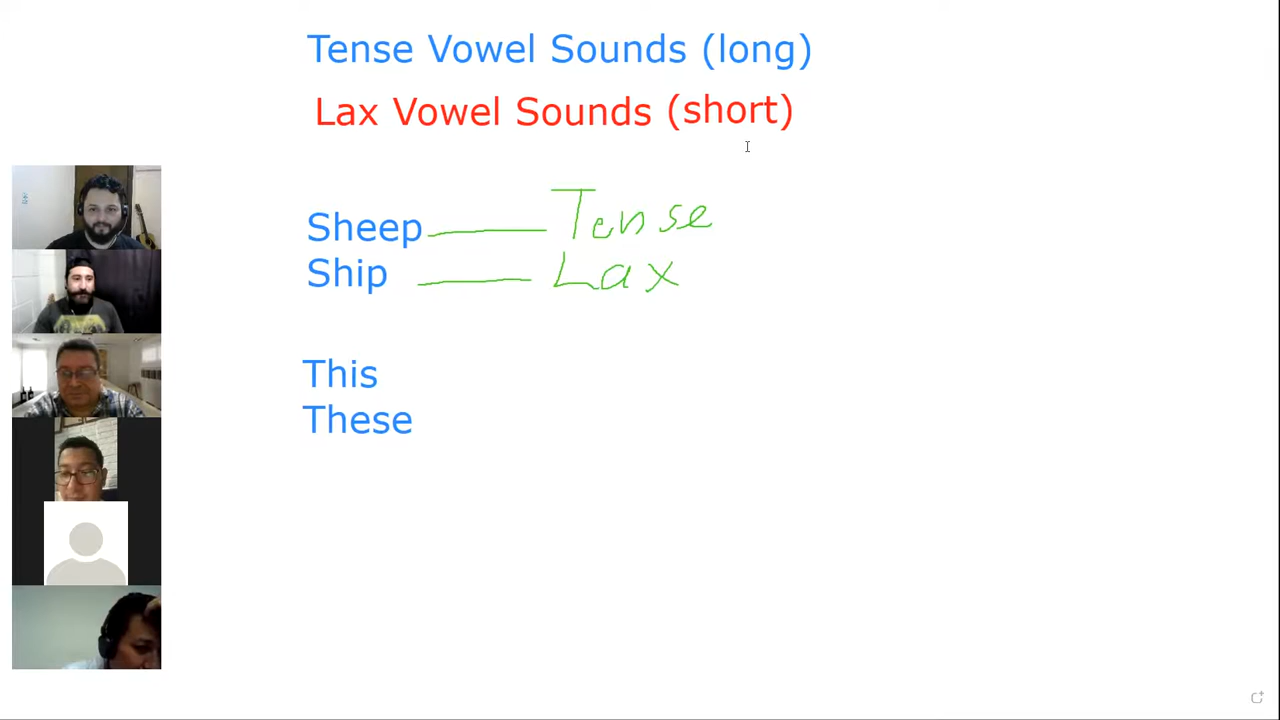 Tense Vowel Sounds (long)
Lax Vowel Sounds (short)
Sheep Tense
Ship Lax
This
These